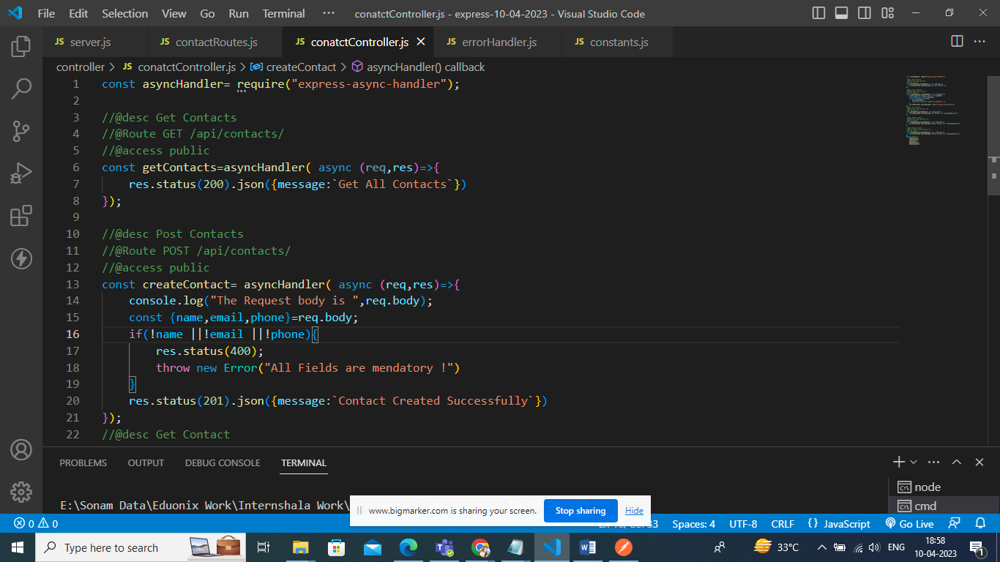 File Edit Selection View Go Run Terminal ··· conatctController.js - express-10-04-2023 - Visual Studio Code
JS server.js JS contactRoutes.js JS conatctController.js JS errorHandler.js JS constants.js
controller > JS conatctController.js > createContact > asyncHandler() callback
1 const asyncHandler= require("express-async-handler");
2
3 //@desc Get Contacts
4 //@Route GET /api/contacts/
5 //@access public
6 const getContacts=asyncHandler( async (req,res)=>{
7 res.status(200).json({message:`Get All Contacts`})
8 });
9
10 //@desc Post Contacts
11 //@Route POST /api/contacts/
12 //@access public
13 const createContact= asyncHandler( async (req,res)=>{
14 console.log("The Request body is ",req.body);
15 const {name,email,phone}=req.body;
16 if(!name ||!email ||!phone){
17 res.status(400);
18 throw new Error("All Fields are mendatory !")
19 }
20 res.status(201).json({message:`Contact Created Successfully`})
21 });
22 //@desc Get Contact
PROBLEMS OUTPUT DEBUG CONSOLE TERMINAL
node
E:\Sonam Data\Eduonix Work\Internshala Work\
cmd
www.bigmarker.com is sharing your screen. Stop sharing Hide
0 0 Spaces: 4 UTF-8 CRLF {} JavaScript Go Live
Type here to search 33°C ENG 18:58
10-04-2023 1